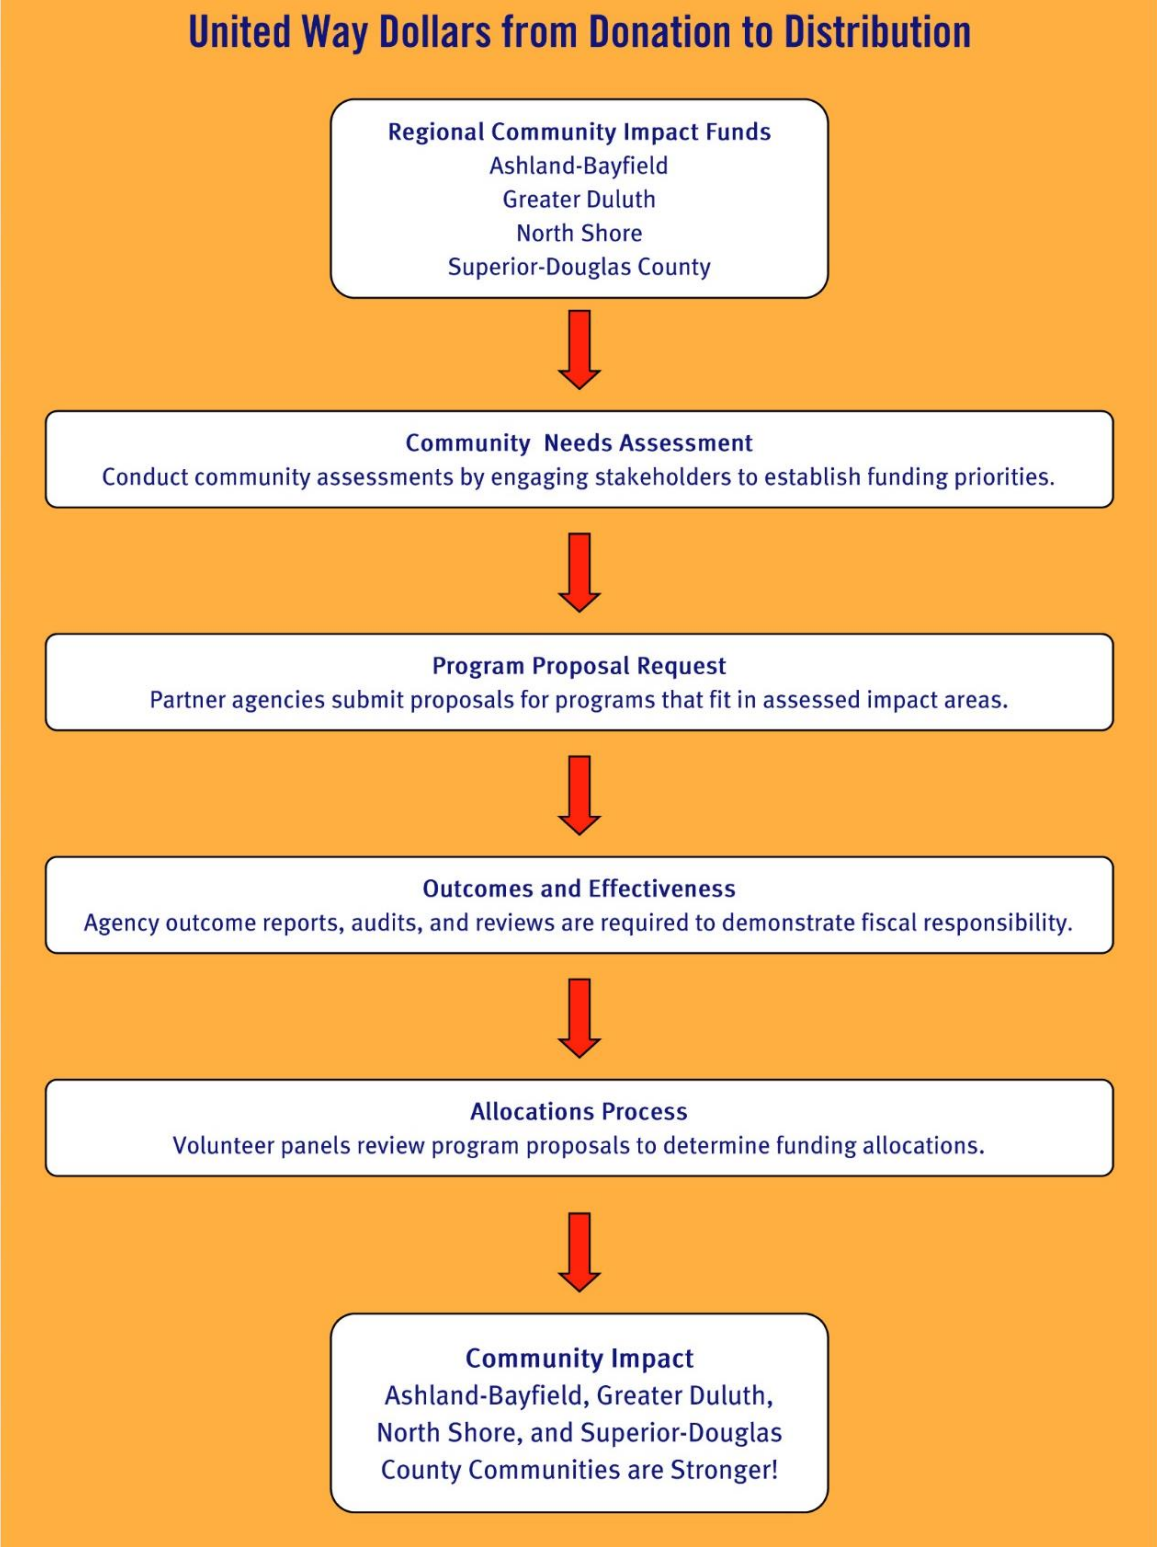 United Way Dollars from Donation to Distribution
Regional Community Impact Funds
Ashland-Bayfield
Greater Duluth
North Shore
Superior-Douglas County
Community Needs Assessment
Conduct community assessments by engaging stakeholders to establish funding priorities.
Program Proposal Request
Partner agencies submit proposals for programs that fit in assessed impact areas.
Outcomes and Effectiveness
Agency outcome reports, audits, and reviews are required to demonstrate fiscal responsibility.
Allocations Process
Volunteer panels review program proposals to determine funding allocations.
Community Impact
Ashland-Bayfield, Greater Duluth,
North Shore, and Superior-Douglas
County Communities are Stronger!